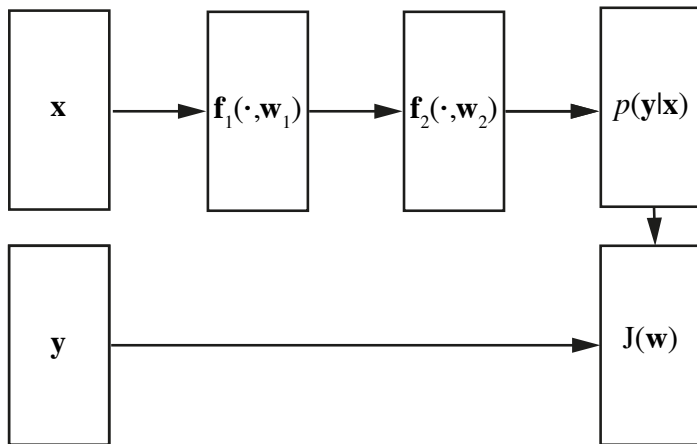 x
f₁(·,w₁)
f₂(·,w₂)
p(y|x)
y
J(w)